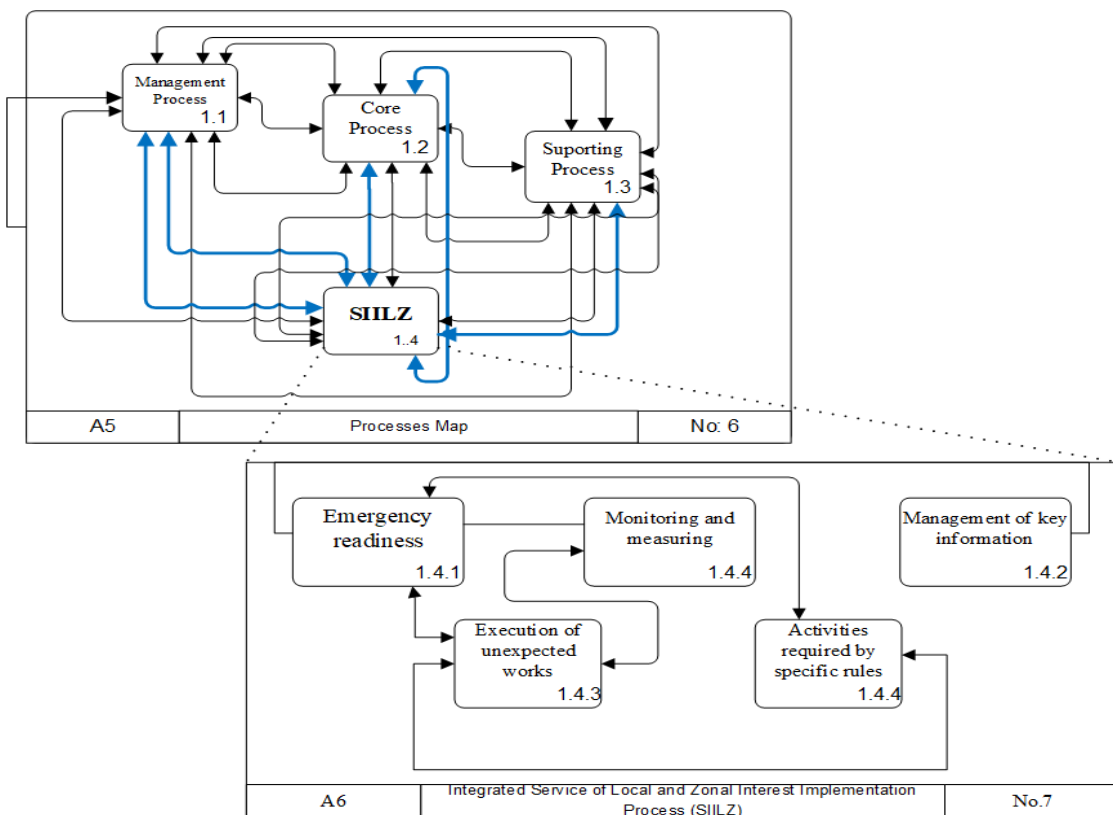 Management
Process
1.1
Core
Process
1.2
Suporting
Process
1.3
SIILZ
1..4
A5
Processes Map
No: 6
Emergency
readiness
1.4.1
Monitoring and
measuring
1.4.4
Management of key
information
1.4.2
Execution of
unexpected
works
1.4.3
Activities
required by
specific rules
1.4.4
A6
Integrated Service of Local and Zonal Interest Implementation
Process (SIILZ)
No.7